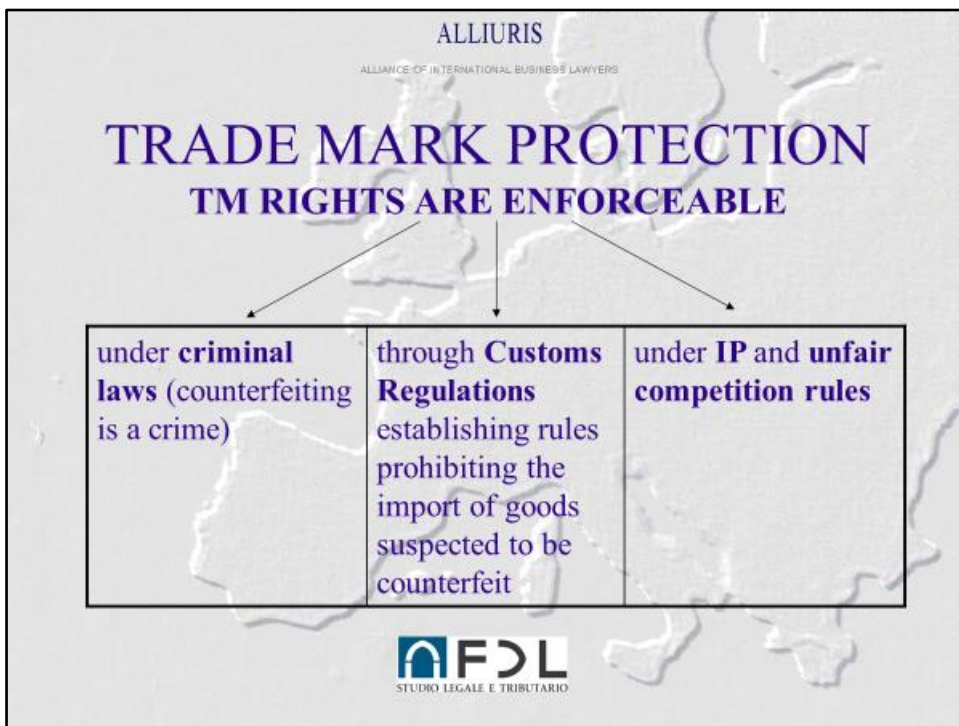 ALLIURIS
ALLIANCE OF INTERNATIONAL BUSINESS LAWYERS
TRADE MARK PROTECTION
TM RIGHTS ARE ENFORCEABLE
under criminal
laws (counterfeiting
is a crime)
through Customs
Regulations
establishing rules
prohibiting the
import of goods
suspected to be
counterfeit
under IP and unfair
competition rules
FDL
STUDIO LEGALE E TRIBUTARIO